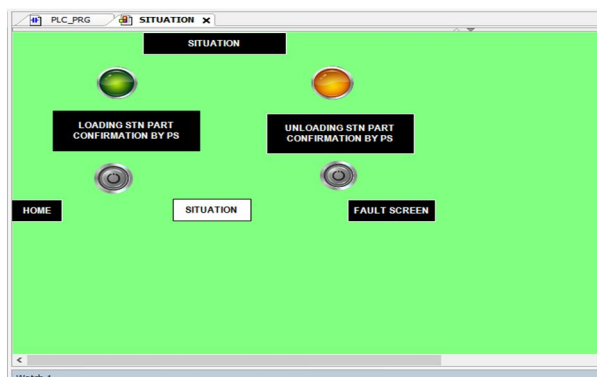 PLC_PRG
SITUATION
SITUATION
LOADING STN PART
CONFIRMATION BY PS
UNLOADING STN PART
CONFIRMATION BY PS
HOME
SITUATION
FAULT SCREEN